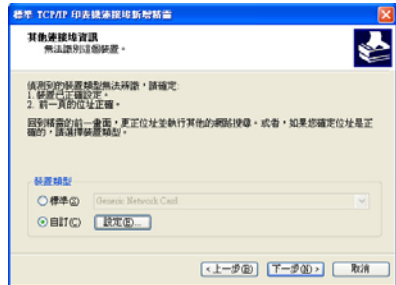 標準 TCP/IP 印表機連接埠新增精靈
其他連接埠資訊
無法識別這個裝置。
偵測到的裝置類型無法辨識，請確定:
1. 裝置已正確設定。
2. 前一頁的位址正確。
回到精靈的前一畫面，更正位址並執行其他的網路搜尋。或者，如果您確定位址是正
確的，請選擇裝置類型。
裝置類型
標準(S) Generic Network Card
自訂(C) 設定(E)...
<上一步(B) 下一步(N)> 取消